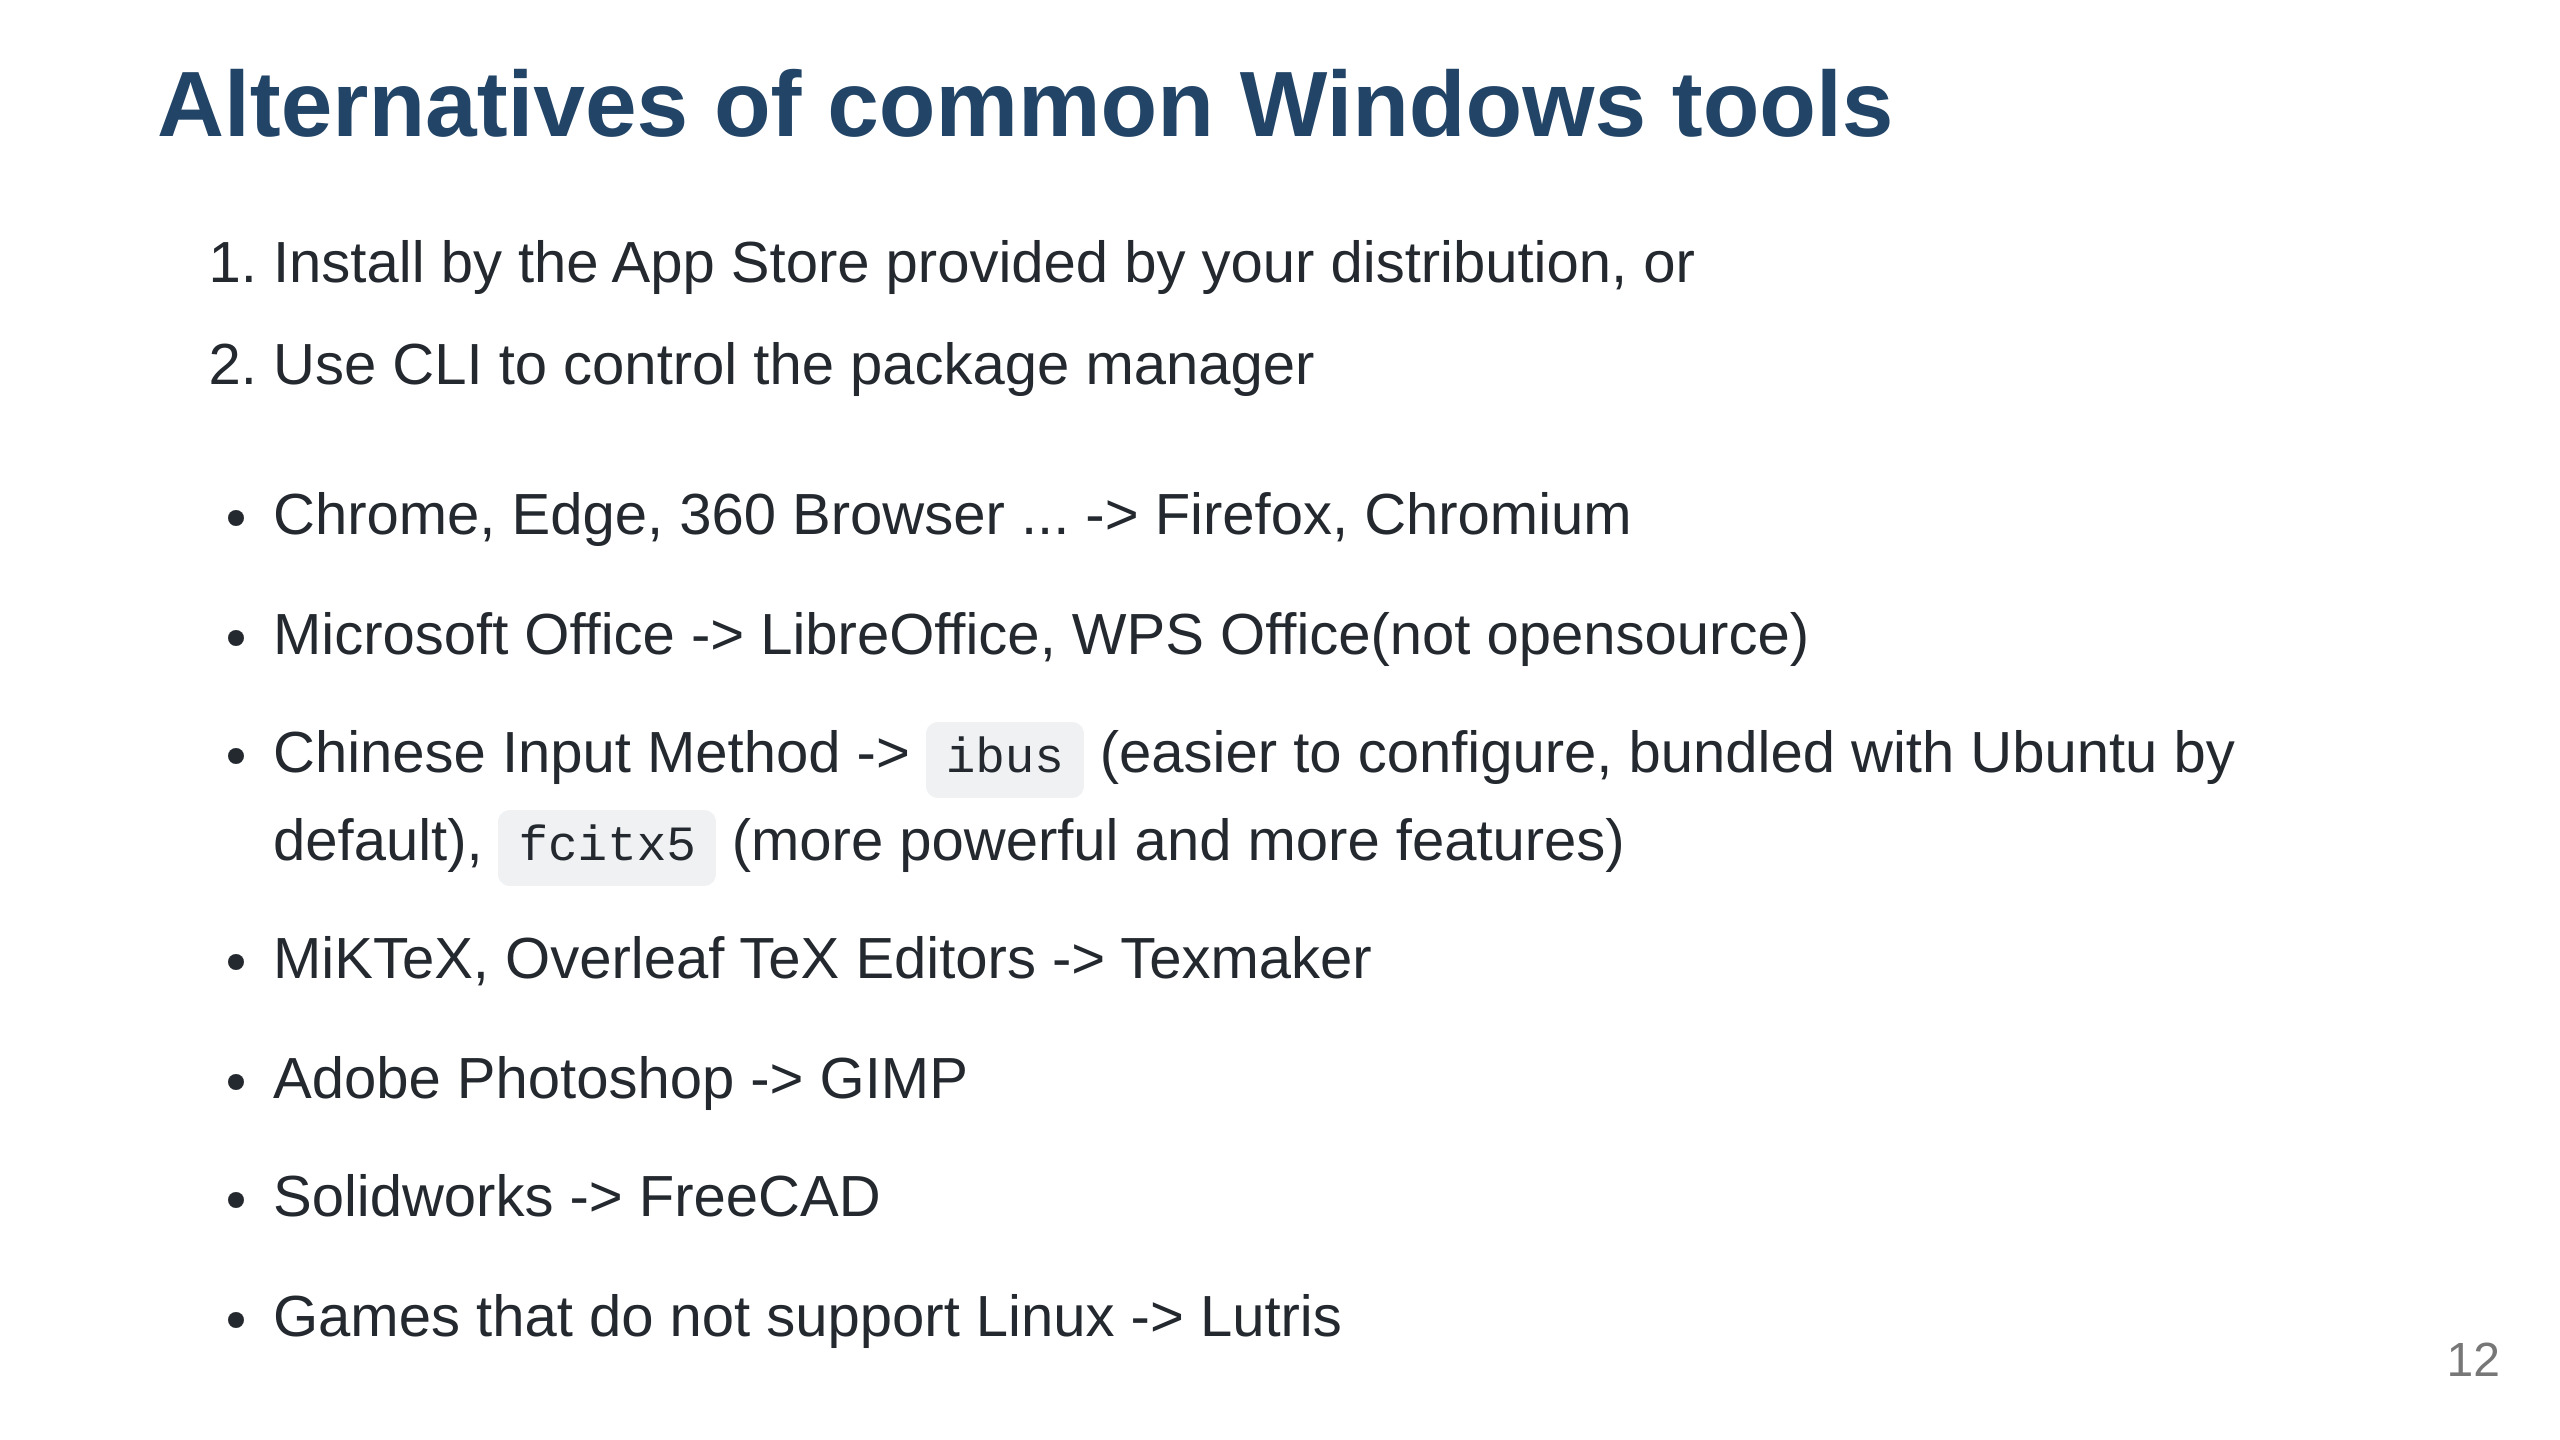 Alternatives of common Windows tools
1. Install by the App Store provided by your distribution, or
2. Use CLI to control the package manager
• Chrome, Edge, 360 Browser ... -> Firefox, Chromium
• Microsoft Office -> LibreOffice, WPS Office(not opensource)
• Chinese Input Method -> ibus (easier to configure, bundled with Ubuntu by
default), fcitx5 (more powerful and more features)
• MiKTeX, Overleaf TeX Editors -> Texmaker
• Adobe Photoshop -> GIMP
• Solidworks -> FreeCAD
• Games that do not support Linux -> Lutris
12